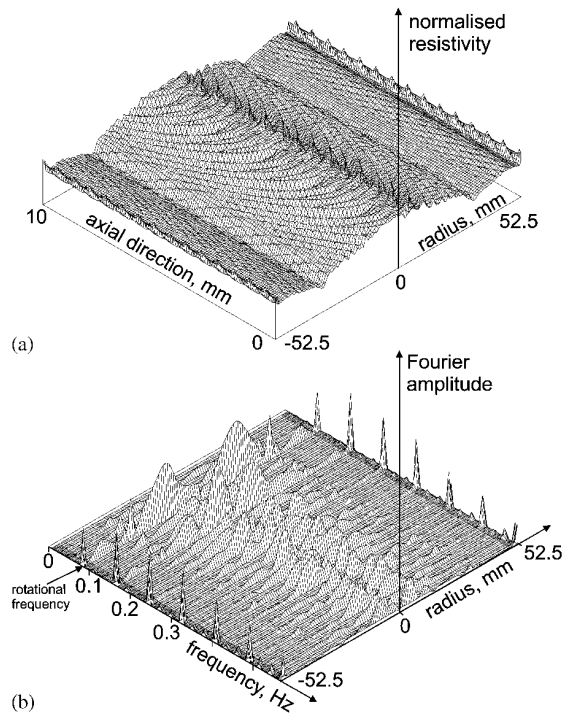 normalised
resistivity
10
axial direction, mm
radius, mm
52.5
0
0
-52.5
(a)
Fourier
amplitude
0
rotational
frequency
0.1
0.2
0.3
frequency, Hz
52.5
radius, mm
0
-52.5
(b)